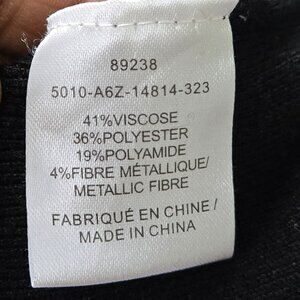 89238
5010-A6Z-14814-323
41%VISCOSE
36%POLYESTER
19%POLYAMIDE
4%FIBRE MÉTALLIQUE/
METALLIC FIBRE
FABRIQUÉ EN CHINE/
MADE IN CHINA